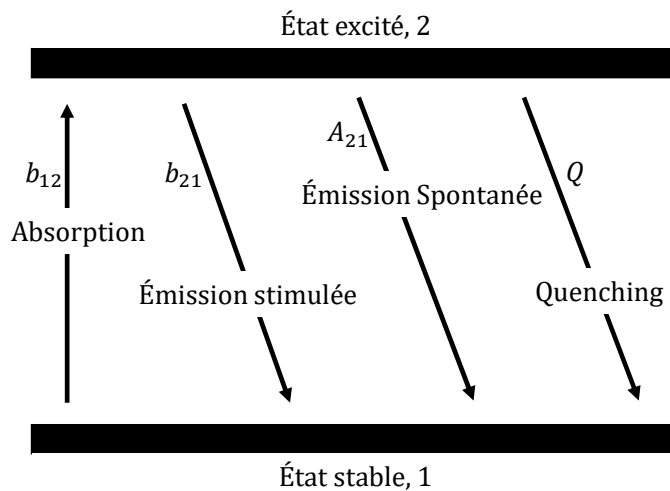 État excité, 2
b₁₂
b₂₁
A₂₁
Q
Absorption
Émission Spontanée
Émission stimulée
Quenching
État stable, 1